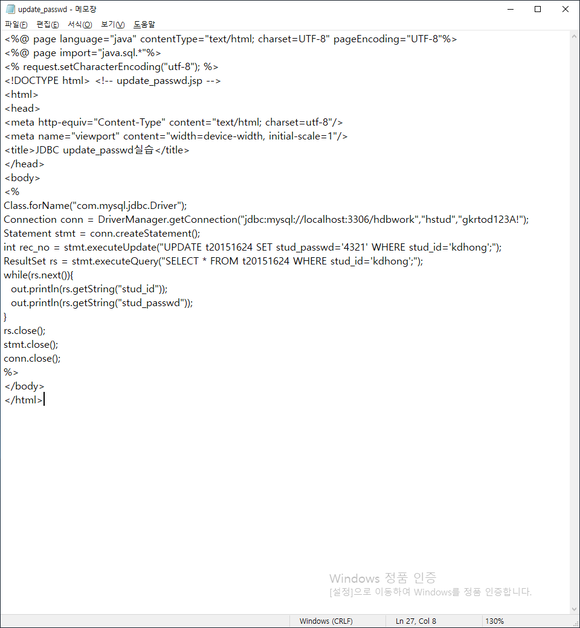 update_passwd - 메모장
파일(F) 편집(E) 서식(O) 보기(V) 도움말
<%@ page language="java" contentType="text/html; charset=UTF-8" pageEncoding="UTF-8"%>
<%@ page import="java.sql.*"%>
<% request.setCharacterEncoding("utf-8"); %>
<!DOCTYPE html> <!-- update_passwd.jsp -->
<html>
<head>
<meta http-equiv="Content-Type" content="text/html; charset=utf-8"/>
<meta name="viewport" content="width=device-width, initial-scale=1"/>
<title>JDBC update_passwd실습</title>
</head>
<body>
<%
Class.forName("com.mysql.jdbc.Driver");
Connection conn = DriverManager.getConnection("jdbc:mysql://localhost:3306/hdbwork","hstud","gkrtod123A!");
Statement stmt = conn.createStatement();
int rec_no = stmt.executeUpdate("UPDATE t20151624 SET stud_passwd='4321' WHERE stud_id='kdhong';");
ResultSet rs = stmt.executeQuery("SELECT * FROM t20151624 WHERE stud_id='kdhong';");
while(rs.next()){
   out.println(rs.getString("stud_id"));
   out.println(rs.getString("stud_passwd"));
}
rs.close();
stmt.close();
conn.close();
%>
</body>
</html>
Windows 정품 인증
[설정]으로 이동하여 Windows를 정품 인증합니다.
Windows (CRLF) Ln 27, Col 8 130%